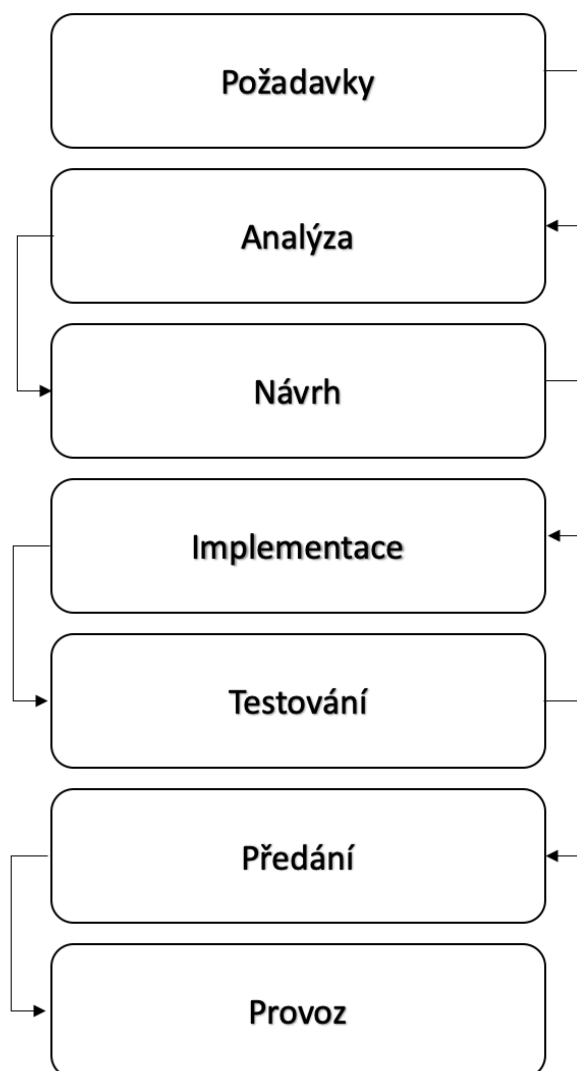 Požadavky
Analýza
Návrh
Implementace
Testování
Předání
Provoz